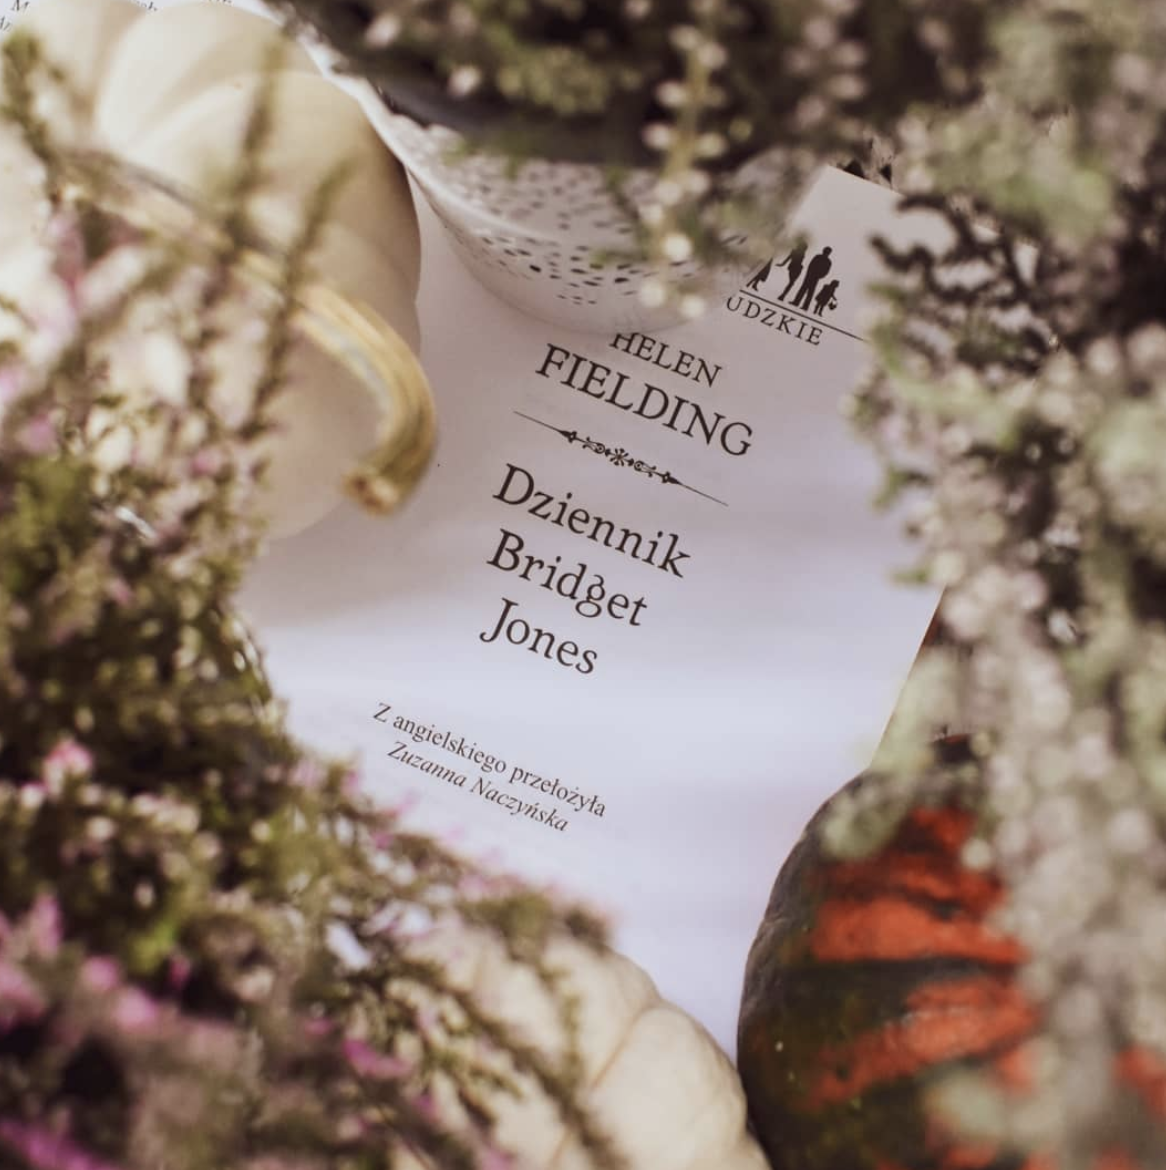 UDZKIE
HELEN
FIELDING
Dziennik
Bridget
Jones
Z angielskiego przełożyła
Zuzanna Naczyńska